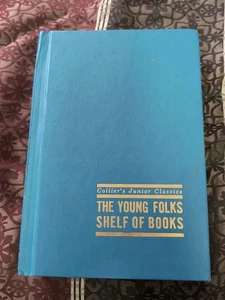 Collier's Junior Classics
THE YOUNG FOLKS
SHELF OF BOOKS